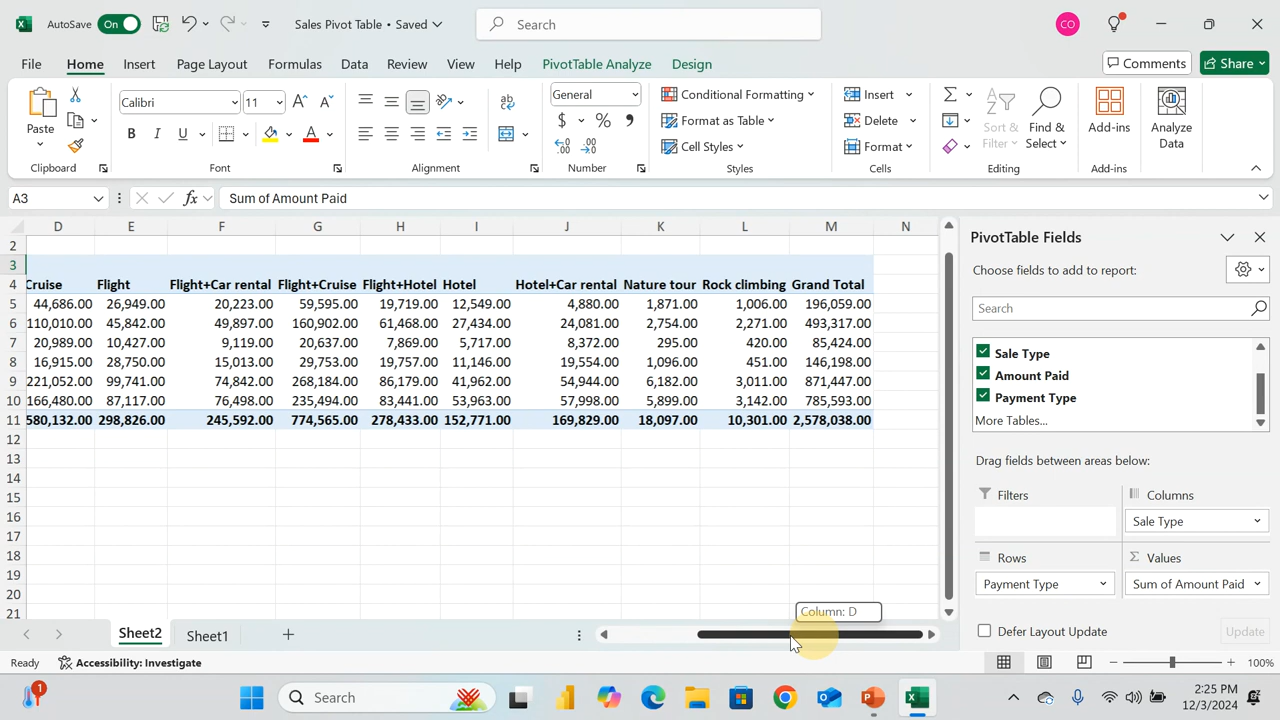 AutoSave On Sales Pivot Table • Saved Search CO
File Home Insert Page Layout Formulas Data Review View Help PivotTable Analyze Design Comments Share
Paste Calibri 11 General Conditional Formatting Insert Sort & Find & Add-ins Analyze
B I U $ % Format as Table Delete Filter Select Data
Cell Styles Format
Clipboard Font Alignment Number Styles Cells Editing Add-ins
A3 fx Sum of Amount Paid
D E F G H I J K L M N
2
3
4 Cruise Flight Flight+Car rental Flight+Cruise Flight+Hotel Hotel Hotel+Car rental Nature tour Rock climbing Grand Total
5 44,686.00 26,949.00 20,223.00 59,595.00 19,719.00 12,549.00 4,880.00 1,871.00 1,006.00 196,059.00
6 110,010.00 45,842.00 49,897.00 160,902.00 61,468.00 27,434.00 24,081.00 2,754.00 2,271.00 493,317.00
7 20,989.00 10,427.00 9,119.00 20,637.00 7,869.00 5,717.00 8,372.00 295.00 420.00 85,424.00
8 16,915.00 28,750.00 15,013.00 29,753.00 19,757.00 11,146.00 19,554.00 1,096.00 451.00 146,198.00
9 221,052.00 99,741.00 74,842.00 268,184.00 86,179.00 41,962.00 54,944.00 6,182.00 3,011.00 871,447.00
10 166,480.00 87,117.00 76,498.00 235,494.00 83,441.00 53,963.00 57,998.00 5,899.00 3,142.00 785,593.00
11 580,132.00 298,826.00 245,592.00 774,565.00 278,433.00 152,771.00 169,829.00 18,097.00 10,301.00 2,578,038.00
12
13
14
15
16
17
18
19
20
21
Column: D
PivotTable Fields
Choose fields to add to report:
Search
Sale Type
Amount Paid
Payment Type
More Tables...
Drag fields between areas below:
Filters Columns
Sale Type
Rows Values
Payment Type Sum of Amount Paid
Defer Layout Update Update
Sheet2 Sheet1
Ready Accessibility: Investigate 100%
1 Search 2:25 PM
12/3/2024